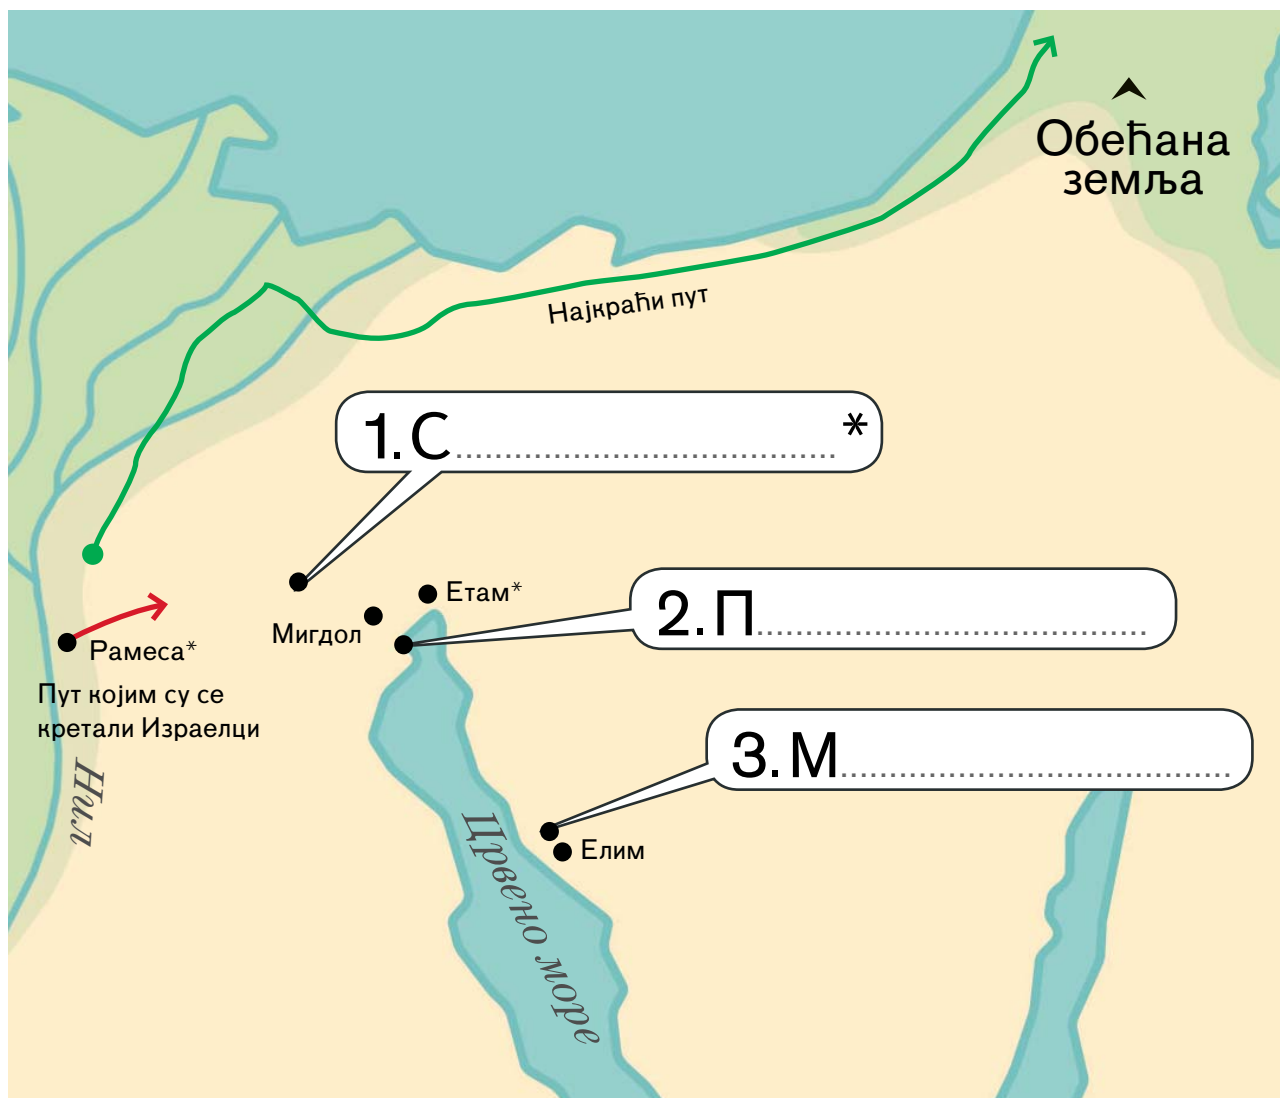 Обећана
земља
Најкраћи пут
1. С........................................*
Етам*
2. П........................................
Мигдол
Рамеса*
Пут којим су се
кретали Израелци
3. М........................................
Нил
Црвено море
Елим